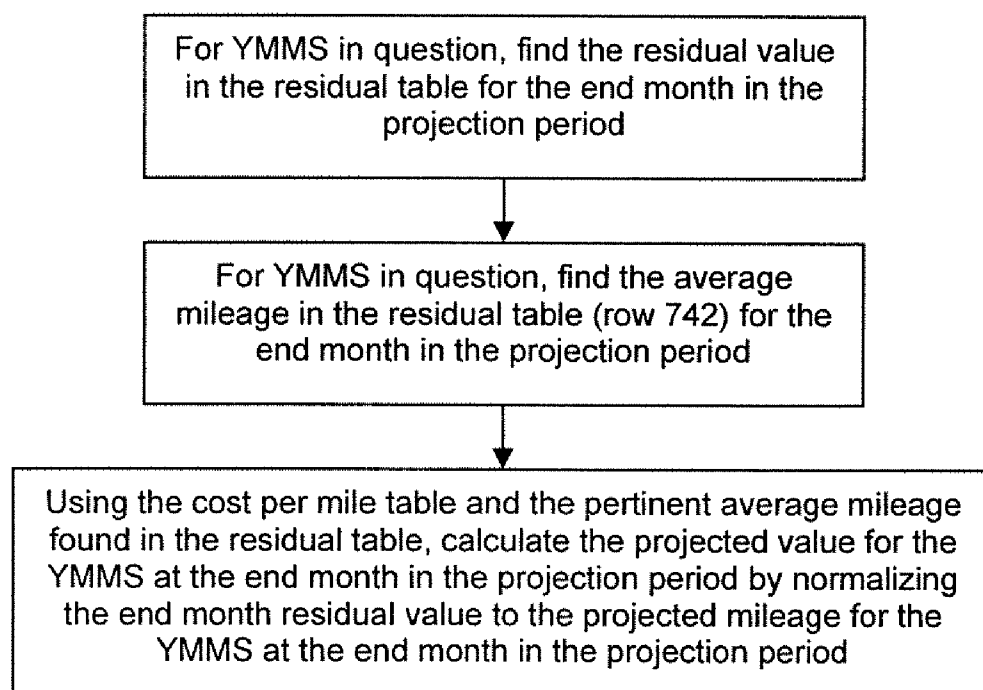 For YMMS in question, find the residual value
in the residual table for the end month in the
projection period
For YMMS in question, find the average
mileage in the residual table (row 742) for the
end month in the projection period
Using the cost per mile table and the pertinent average mileage
found in the residual table, calculate the projected value for the
YMMS at the end month in the projection period by normalizing
the end month residual value to the projected mileage for the
YMMS at the end month in the projection period